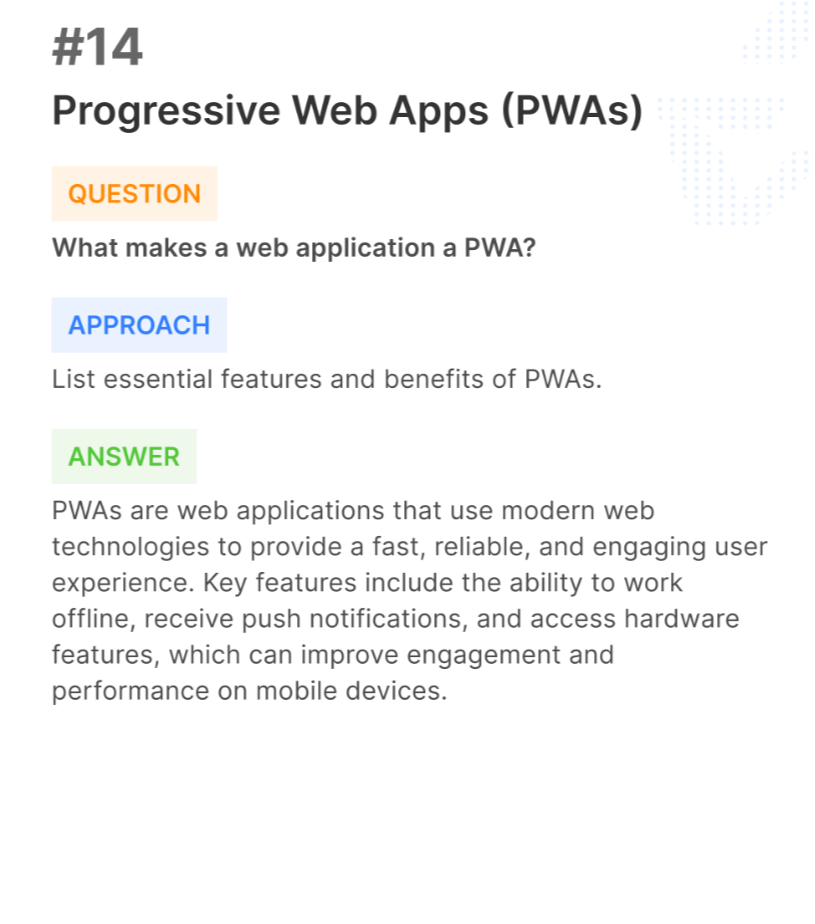 #14
Progressive Web Apps (PWAs)
QUESTION
What makes a web application a PWA?
APPROACH
List essential features and benefits of PWAs.
ANSWER
PWAs are web applications that use modern web
technologies to provide a fast, reliable, and engaging user
experience. Key features include the ability to work
offline, receive push notifications, and access hardware
features, which can improve engagement and
performance on mobile devices.